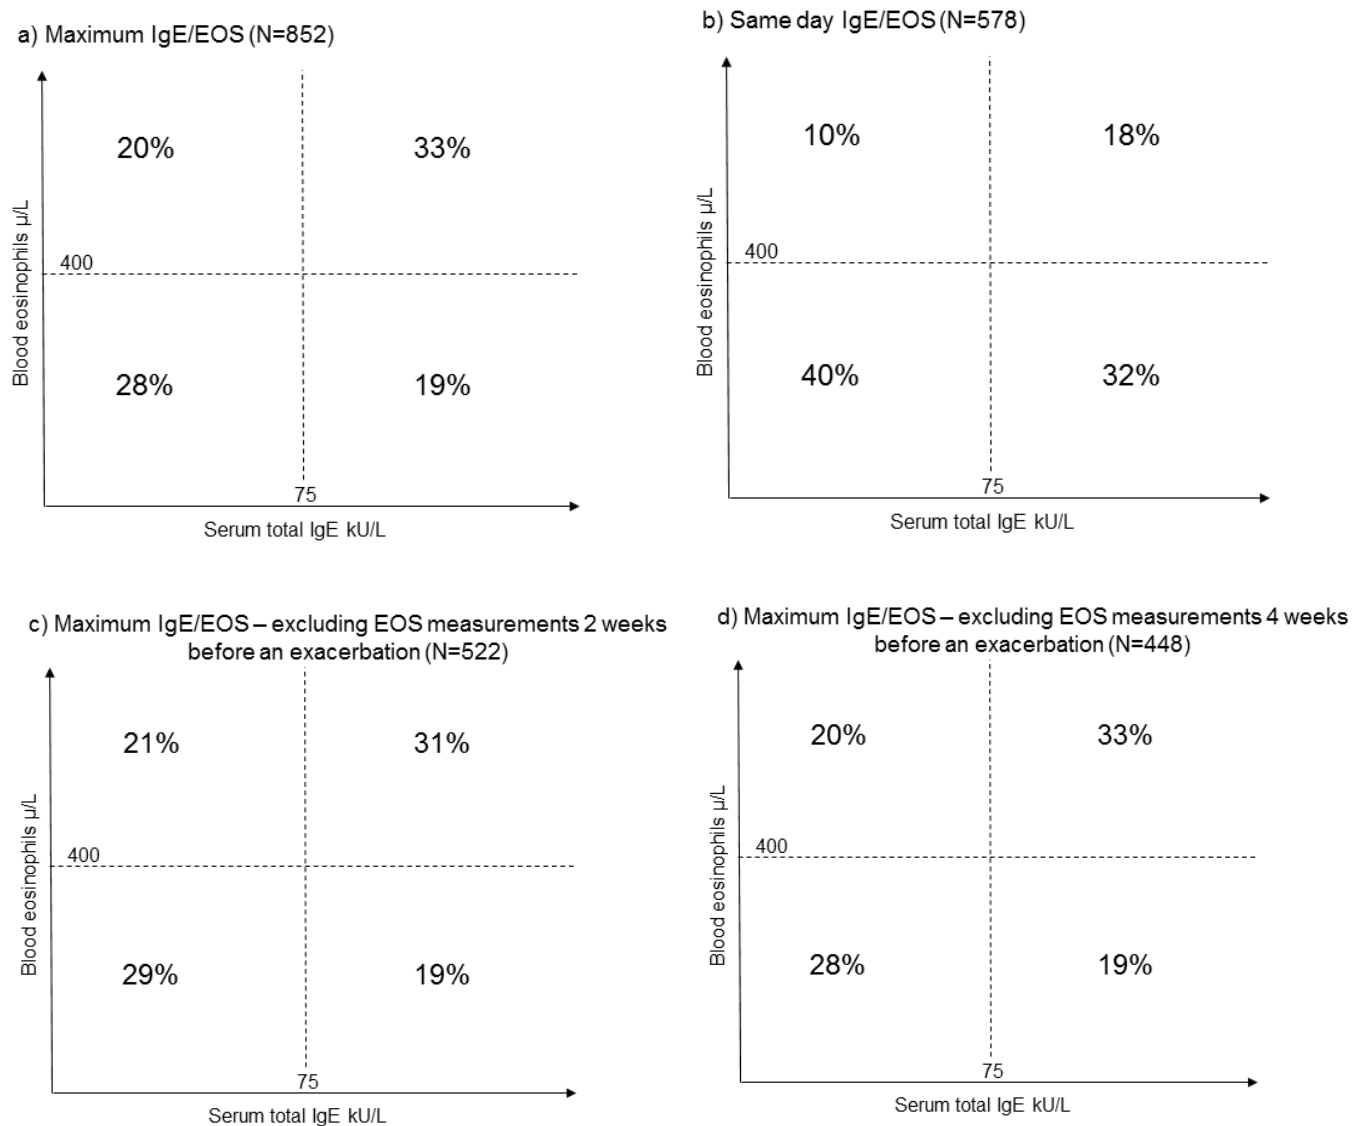 a) Maximum IgE/EOS (N=852)
20%
33%
Blood eosinophils µ/L
400
28%
19%
75
Serum total IgE kU/L
b) Same day IgE/EOS (N=578)
10%
18%
Blood eosinophils µ/L
400
40%
32%
75
Serum total IgE kU/L
c) Maximum IgE/EOS – excluding EOS measurements 2 weeks
before an exacerbation (N=522)
21%
31%
Blood eosinophils µ/L
400
29%
19%
75
Serum total IgE kU/L
d) Maximum IgE/EOS – excluding EOS measurements 4 weeks
before an exacerbation (N=448)
20%
33%
Blood eosinophils µ/L
400
28%
19%
75
Serum total IgE kU/L